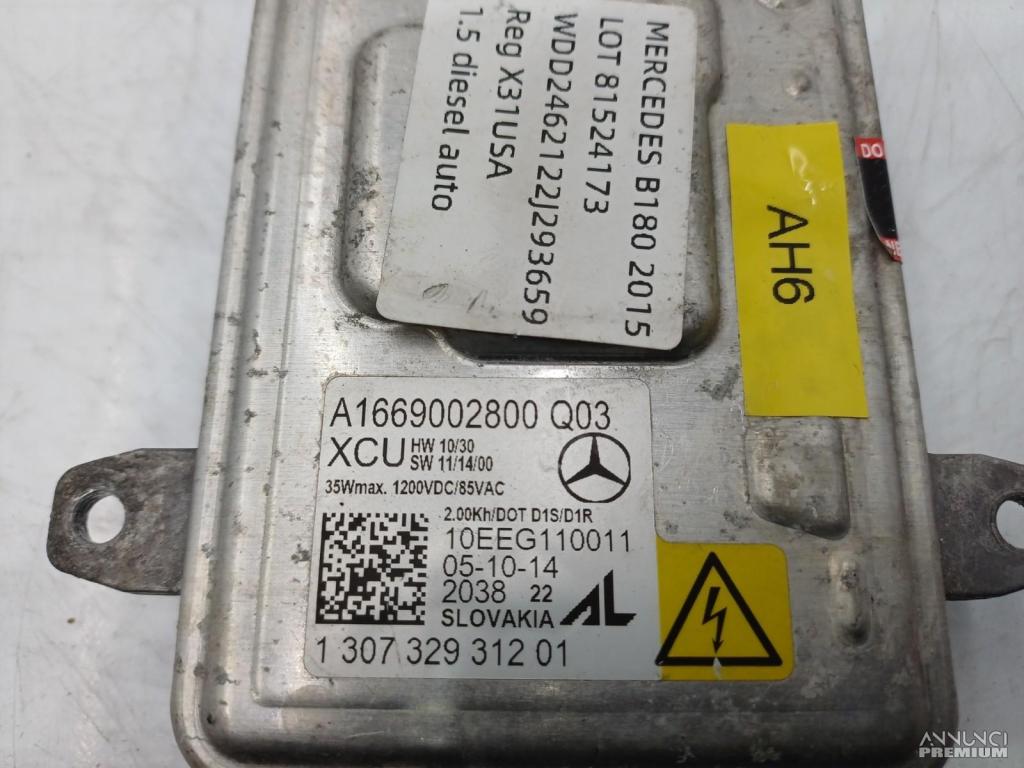 MERCEDES B180 2015
LOT 81524173
WDD2462122J293659
Reg X31USA
1.5 diesel auto
AH6
DO
A1669002800 Q03
XCU HW 10/30
SW 11/14/00
35Wmax. 1200VDC/85VAC
2.00Kh/DOT D1S/D1R
10EEG110011
05-10-14
2038 22
SLOVAKIA AL
1 307 329 312 01
ANNUNCI
PREMIUM